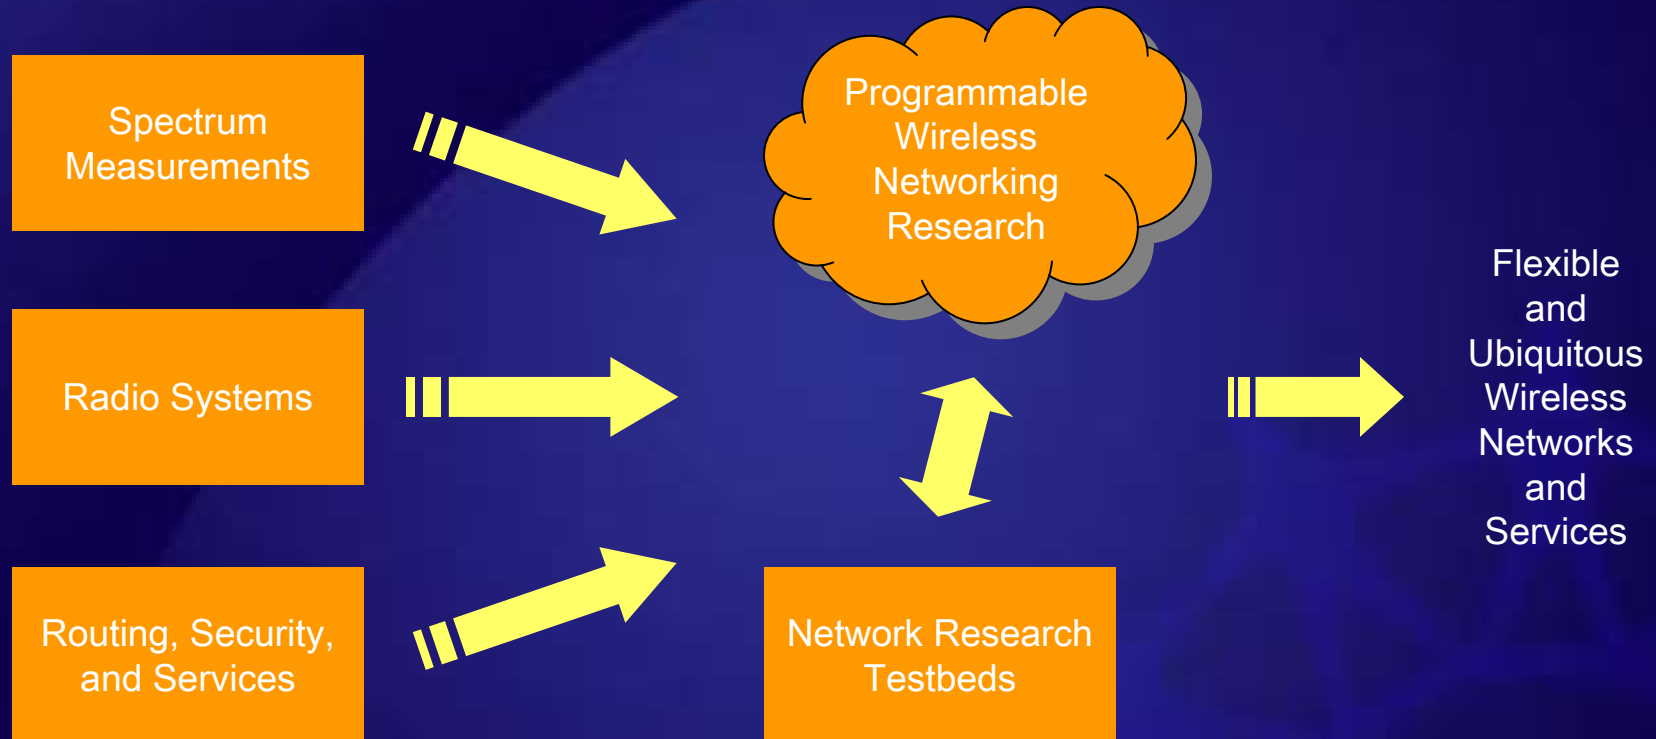 Spectrum
Measurements
Radio Systems
Routing, Security,
and Services
Programmable
Wireless
Networking
Research
Network Research
Testbeds
Flexible
and
Ubiquitous
Wireless
Networks
and
Services